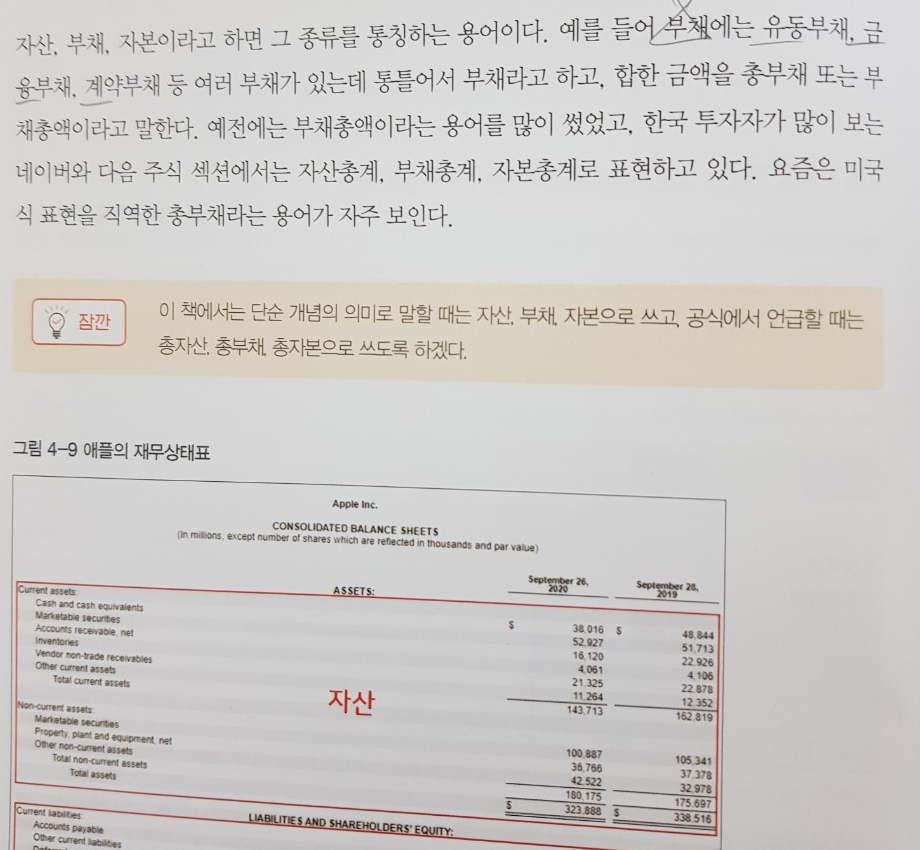 자산, 부채, 자본이라고 하면 그 종류를 통칭하는 용어이다. 예를 들어 부채에는 유동부채, 금
융부채, 계약부채 등 여러 부채가 있는데 통틀어서 부채라고 하고, 합한 금액을 총부채 또는 부
채총액이라고 말한다. 예전에는 부채총액이라는 용어를 많이 썼었고, 한국 투자자가 많이 보는
네이버와 다음 주식 섹션에서는 자산총계, 부채총계, 자본총계로 표현하고 있다. 요즘은 미국
식 표현을 직역한 총부채라는 용어가 자주 보인다.
잠깐
이 책에서는 단순 개념의 의미로 말할 때는 자산, 부채, 자본으로 쓰고, 공식에서 언급할 때는
총자산, 총부채, 총자본으로 쓰도록 하겠다.
그림 4-9 애플의 재무상태표
Apple Inc.
CONSOLIDATED BALANCE SHEETS
(In millions, except number of shares which are reflected in thousands and par value)
September 26, 2020 September 28, 2019
ASSETS:
Current assets:
Cash and cash equivalents $ 38,016 $ 48,844
Marketable securities 52,927 51,713
Accounts receivable, net 16,120 22,926
Inventories 4,061 4,106
Vendor non-trade receivables 21,325 22,878
Other current assets 11,264 12,352
Total current assets 143,713 162,819
자산
Non-current assets:
Marketable securities 100,887 105,341
Property, plant and equipment, net 36,766 37,378
Other non-current assets 42,522 32,978
Total non-current assets 180,175 175,697
Total assets $ 323,888 $ 338,516
LIABILITIES AND SHAREHOLDERS' EQUITY:
Current liabilities:
Accounts payable
Other current liabilities